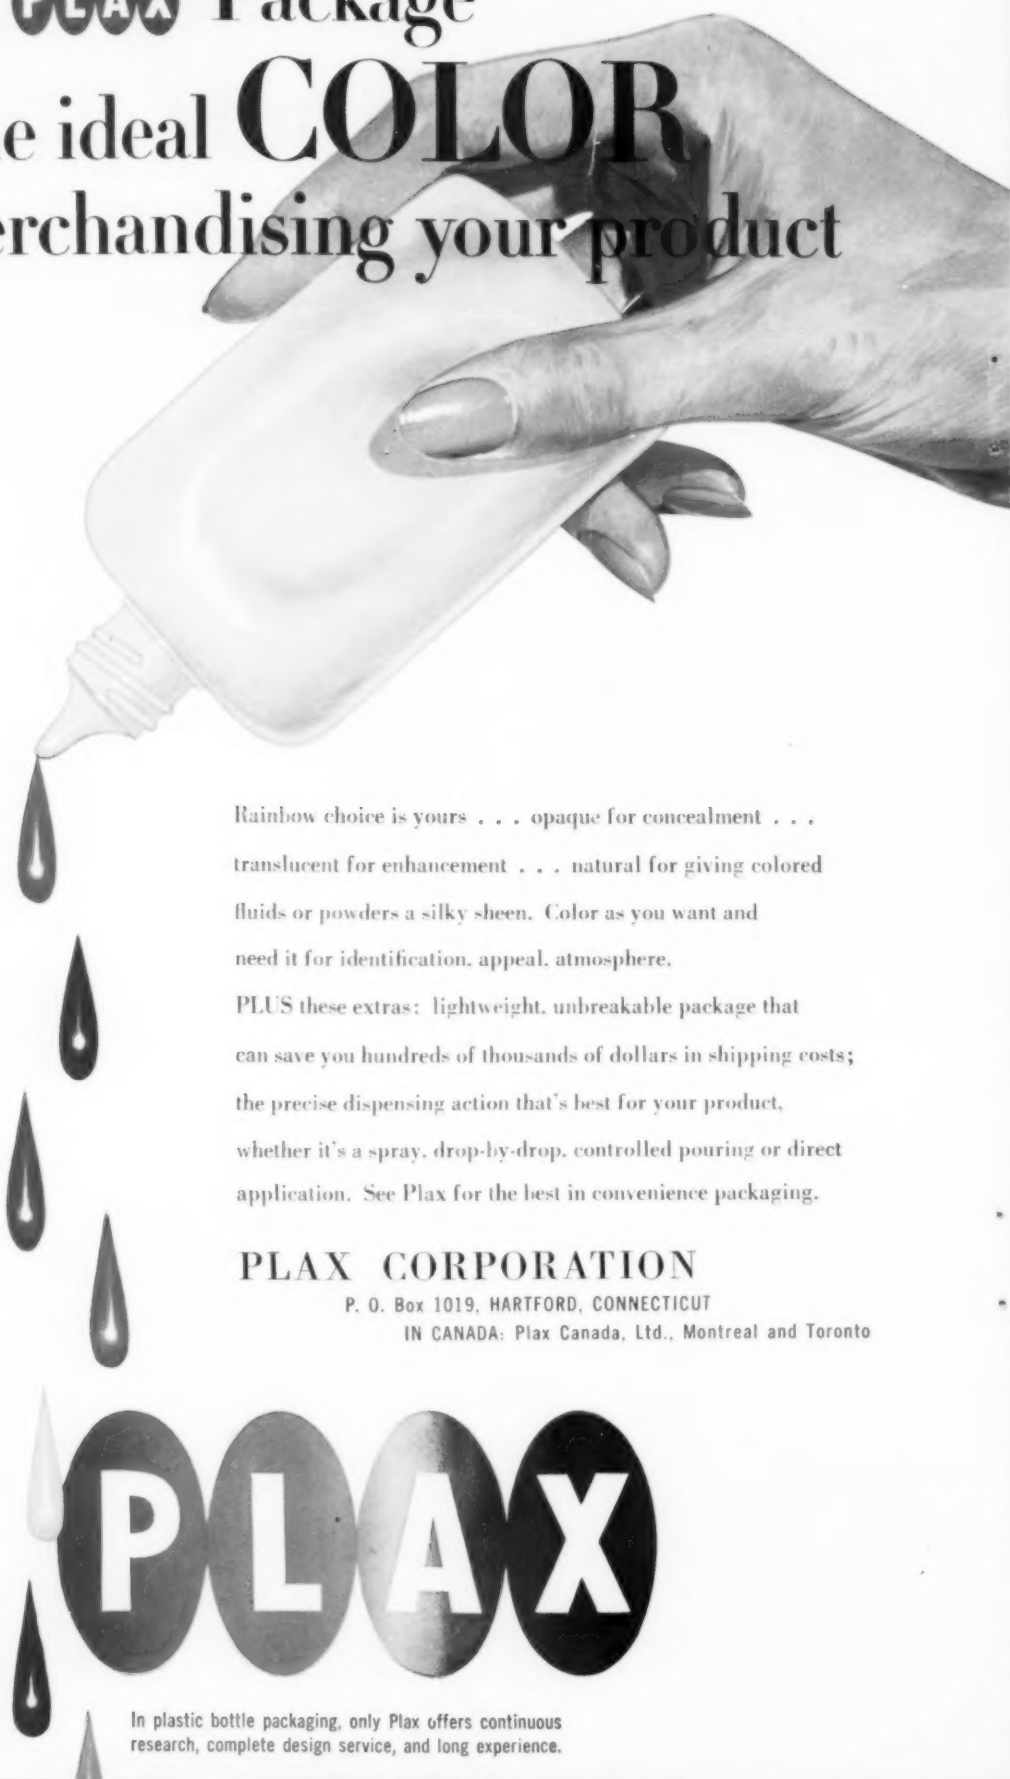 PLAX Package
e ideal COLOR
erchandising your product
Rainbow choice is yours . . . opaque for concealment . . .
translucent for enhancement . . . natural for giving colored
fluids or powders a silky sheen. Color as you want and
need it for identification, appeal, atmosphere.
PLUS these extras: lightweight, unbreakable package that
can save you hundreds of thousands of dollars in shipping costs;
the precise dispensing action that's best for your product,
whether it's a spray, drop-by-drop, controlled pouring or direct
application. See Plax for the best in convenience packaging.
PLAX CORPORATION
P. O. Box 1019, HARTFORD, CONNECTICUT
IN CANADA: Plax Canada, Ltd., Montreal and Toronto
PLAX
In plastic bottle packaging, only Plax offers continuous
research, complete design service, and long experience.